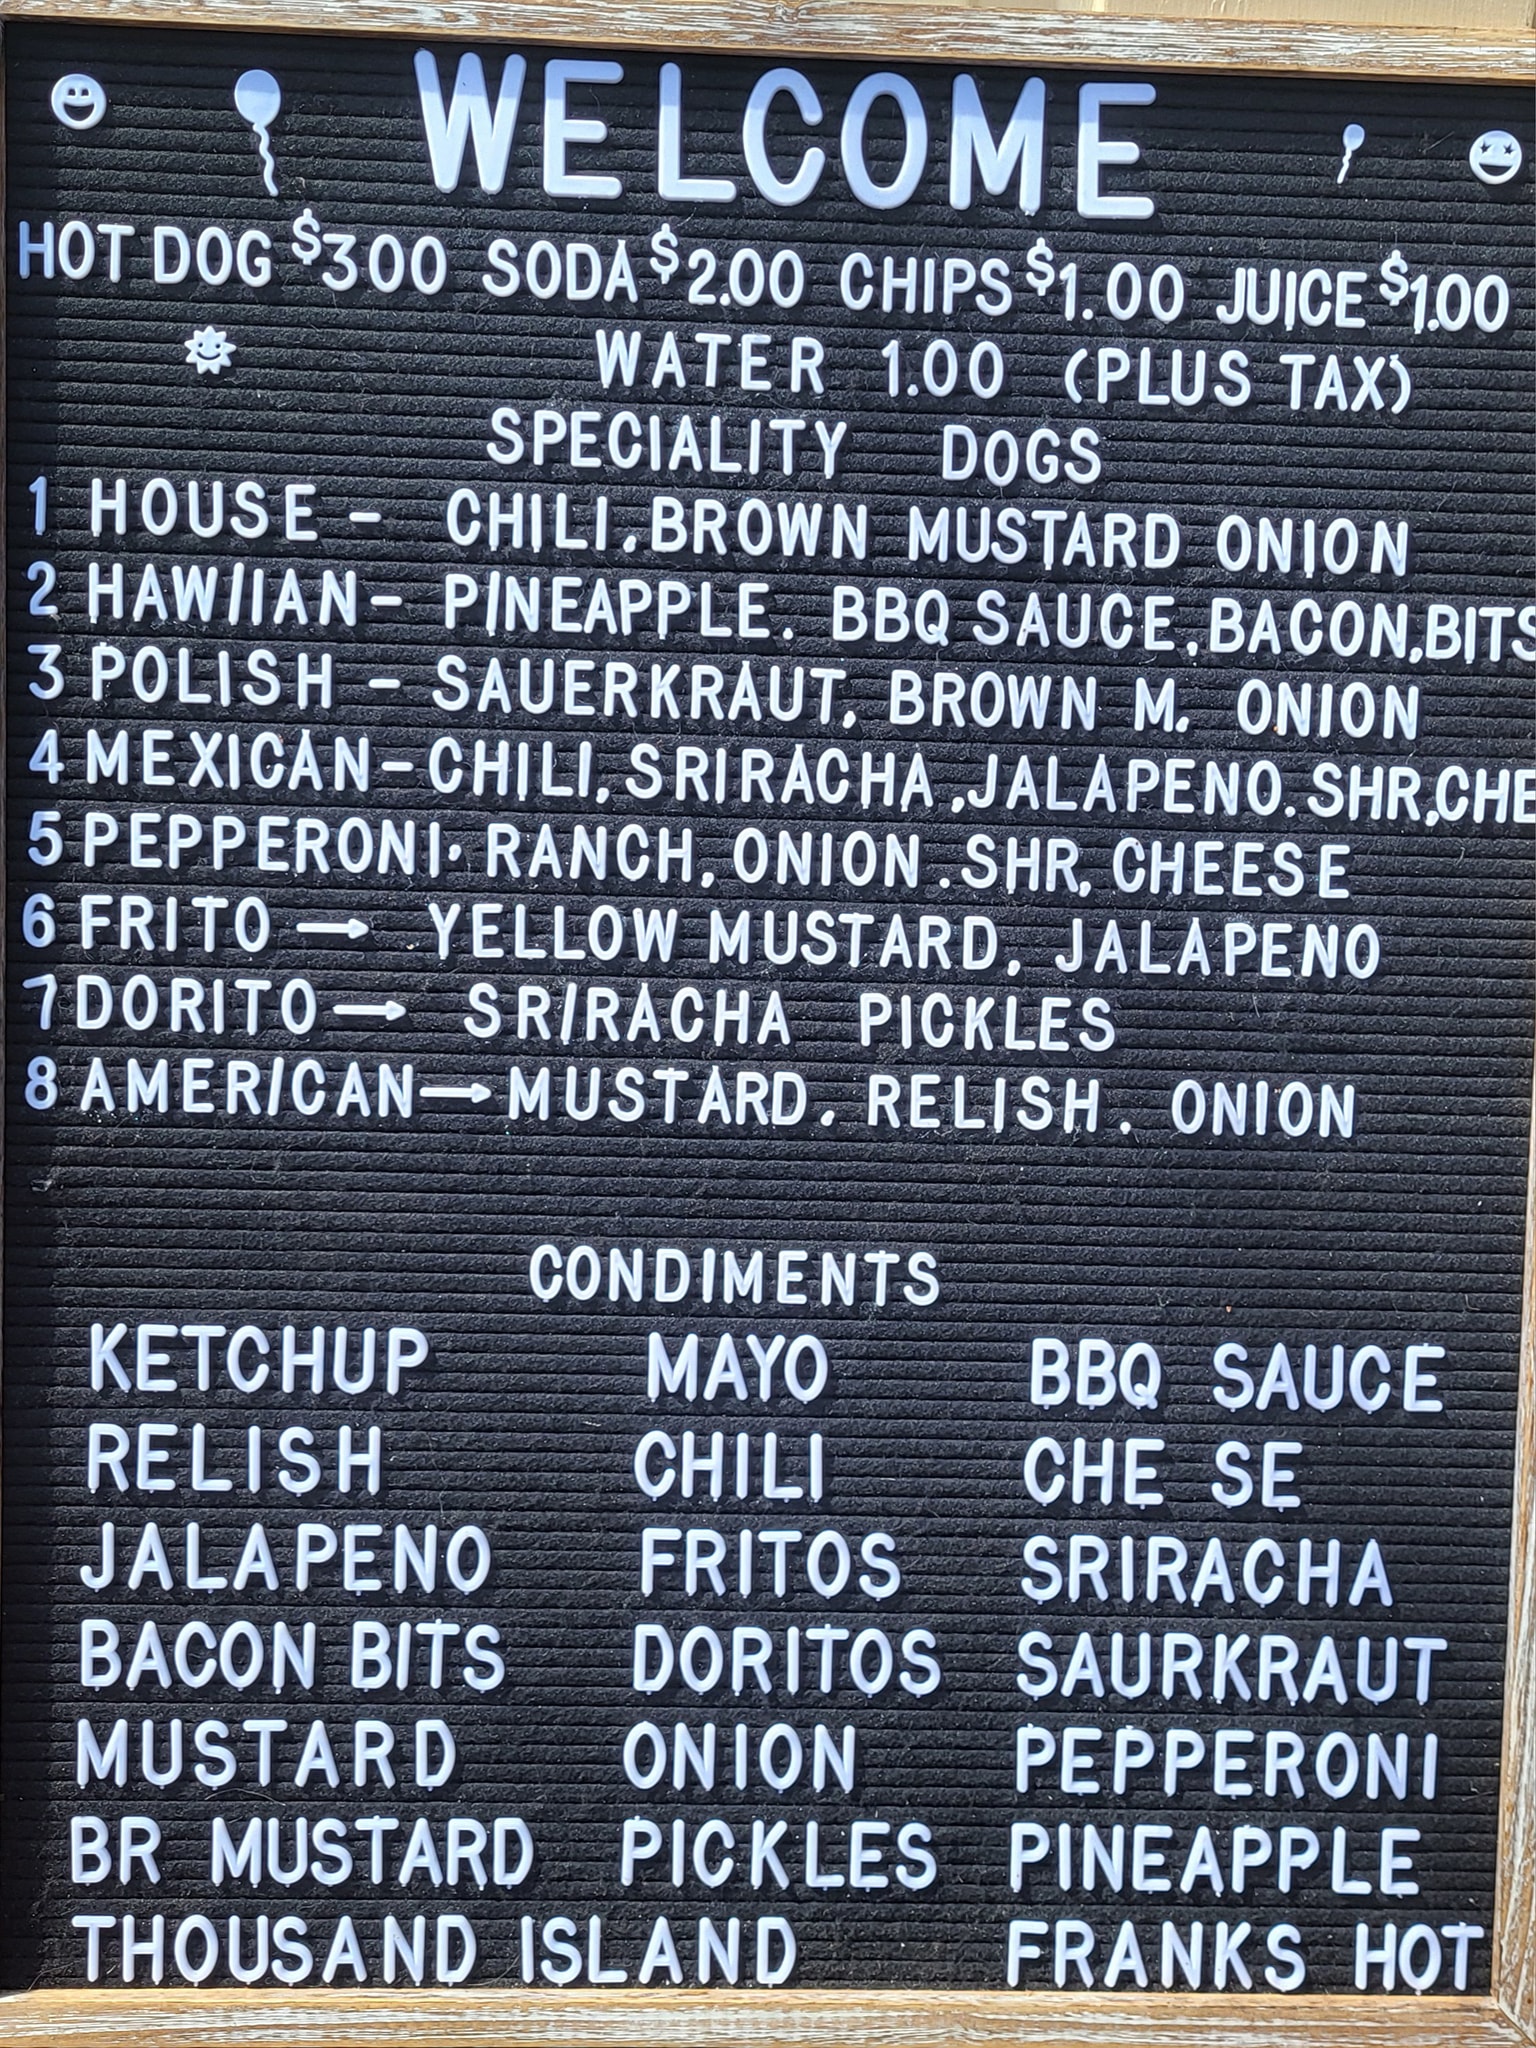 WELCOME
HOT DOG $300 SODA $2.00 CHIPS $1.00 JUICE $1.00
WATER 1.00 (PLUS TAX)
SPECIALITY DOGS
1 HOUSE - CHILI, BROWN MUSTARD ONION
2 HAWIIAN - PINEAPPLE. BBQ SAUCE, BACON, BITS
3 POLISH - SAUERKRAUT, BROWN M. ONION
4 MEXICAN - CHILI, SRIRACHA, JALAPENO. SHR, CHE
5 PEPPERONI, RANCH, ONION. SHR, CHEESE
6 FRITO → YELLOW MUSTARD, JALAPENO
7 DORITO → SRIRACHA PICKLES
8 AMERICAN → MUSTARD. RELISH. ONION
CONDIMENTS
KETCHUP MAYO BBQ SAUCE
RELISH CHILI CHE SE
JALAPENO FRITOS SRIRACHA
BACON BITS DORITOS SAURKRAUT
MUSTARD ONION PEPPERONI
BR MUSTARD PICKLES PINEAPPLE
THOUSAND ISLAND FRANKS HOT